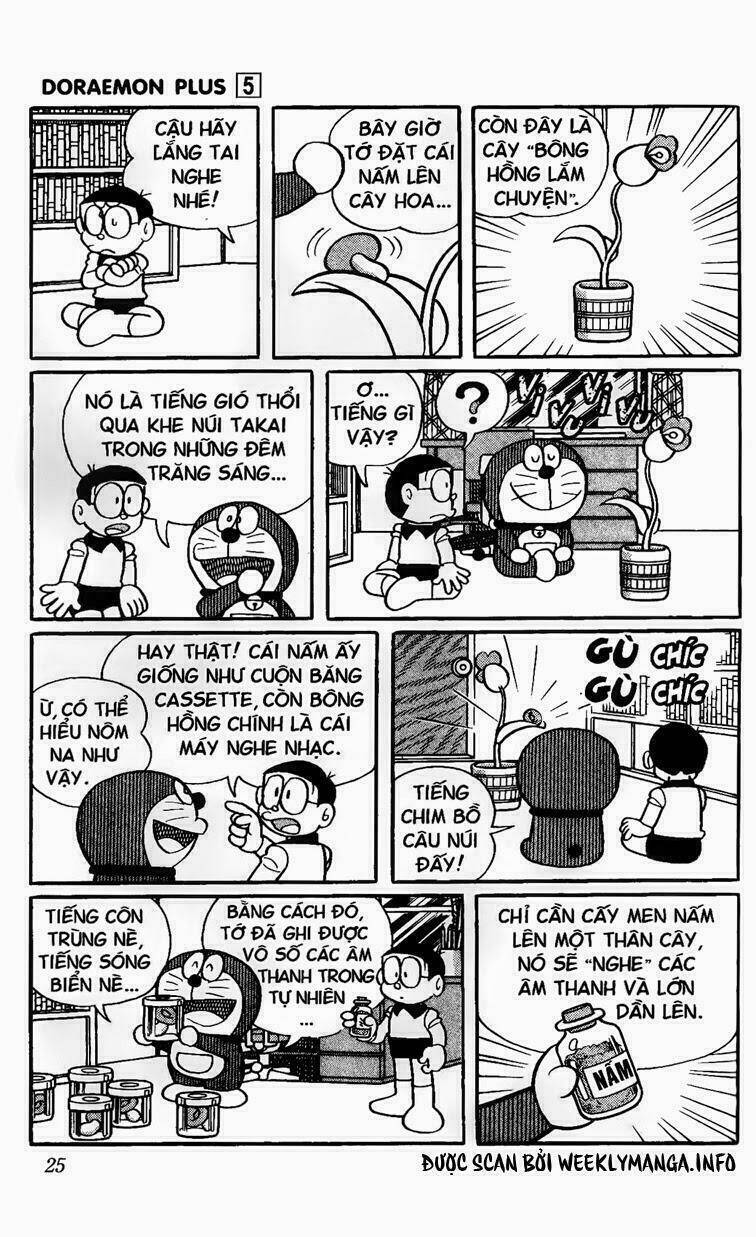 DORAEMON PLUS 5
CÒN ĐÂY LÀ
CÂY "BÔNG
HỒNG LẮM
CHUYỆN".
BÂY GIỜ
TỚ ĐẶT CÁI
NẤM LÊN
CÂY HOA...
CẬU HÃY
LẮNG TAI
NGHE
NHÉ!
VI VU VI VU
?
Ơ...
TIẾNG GÌ
VẬY?
NÓ LÀ TIẾNG GIÓ THỔI
QUA KHE NÚI TAKAI
TRONG NHỮNG ĐÊM
TRĂNG SÁNG...
GÙ CHÍC
GÙ CHÍC
TIẾNG
CHIM BỒ
CÂU NÚI
ĐẤY!
HAY THẬT! CÁI NẤM ẤY
GIỐNG NHƯ CUỘN BĂNG
CASSETTE, CÒN BÔNG
HỒNG CHÍNH LÀ CÁI
MÁY NGHE NHẠC.
Ừ, CÓ THỂ
HIỂU NÔM
NA NHƯ
VẬY.
CHỈ CẦN CẤY MEN NẤM
LÊN MỘT THÂN CÂY,
NÓ SẼ "NGHE" CÁC
ÂM THANH VÀ LỚN
DẦN LÊN.
NẤM
BẰNG CÁCH ĐÓ,
TỚ ĐÃ GHI ĐƯỢC
VÔ SỐ CÁC ÂM
THANH TRONG
TỰ NHIÊN
...
TIẾNG CÔN
TRÙNG NÈ,
TIẾNG SÓNG
BIỂN NÈ...
25
ĐƯỢC SCAN BỞI WEEKLYMANGA.INFO